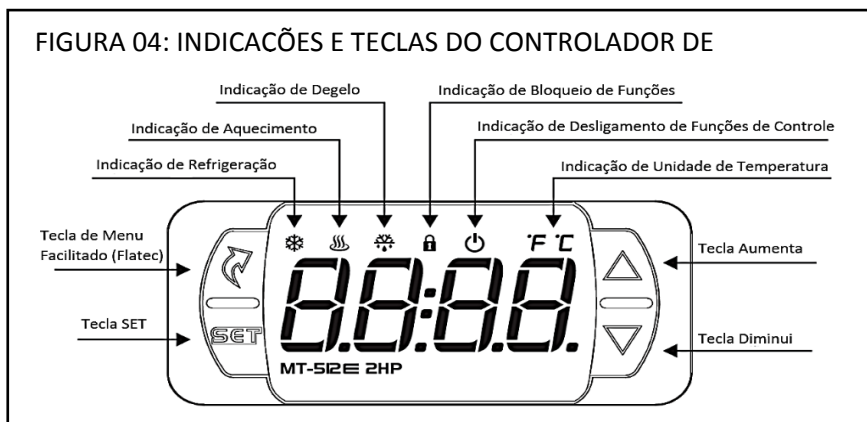 FIGURA 04: INDICAÇÕES E TECLAS DO CONTROLADOR DE
Indicação de Degelo
Indicação de Bloqueio de Funções
Indicação de Aquecimento
Indicação de Desligamento de Funções de Controle
Indicação de Refrigeração
Indicação de Unidade de Temperatura
Tecla de Menu
Facilitado (Flatec)
°F °C
Tecla Aumenta
88:88.
Tecla SET
SET
Tecla Diminui
MT-512E 2HP